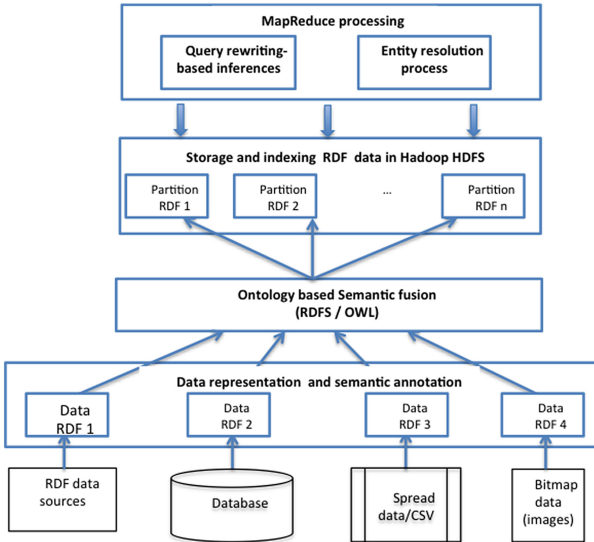 MapReduce processing
Query rewriting-
based inferences
Entity resolution
process
Storage and indexing RDF data in Hadoop HDFS
Partition
RDF 1
Partition
RDF 2
...
Partition
RDF n
Ontology based Semantic fusion
(RDFS / OWL)
Data representation and semantic annotation
Data
RDF 1
Data
RDF 2
Data
RDF 3
Data
RDF 4
RDF data
sources
Database
Spread
data/CSV
Bitmap
data
(images)